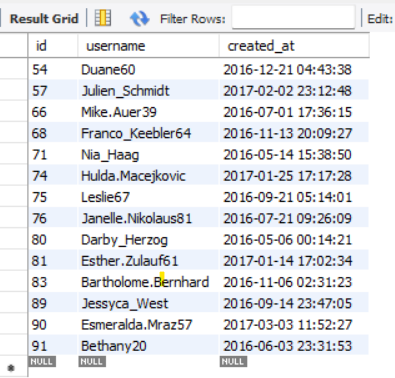 Result Grid Filter Rows: Edit:
id username created_at
54 Duane60 2016-12-21 04:43:38
57 Julien_Schmidt 2017-02-02 23:12:48
66 Mike.Auer39 2016-07-01 17:36:15
68 Franco_Keebler64 2016-11-13 20:09:27
71 Nia_Haag 2016-05-14 15:38:50
74 Hulda.Macejkovic 2017-01-25 17:17:28
75 Leslie67 2016-09-21 05:14:01
76 Janelle.Nikolaus81 2016-07-21 09:26:09
80 Darby_Herzog 2016-05-06 00:14:21
81 Esther.Zulauf61 2017-01-14 17:02:34
83 Bartholome.Bernhard 2016-11-06 02:31:23
89 Jessyca_West 2016-09-14 23:47:05
90 Esmeralda.Mraz57 2017-03-03 11:52:27
91 Bethany20 2016-06-03 23:31:53
NULL NULL NULL